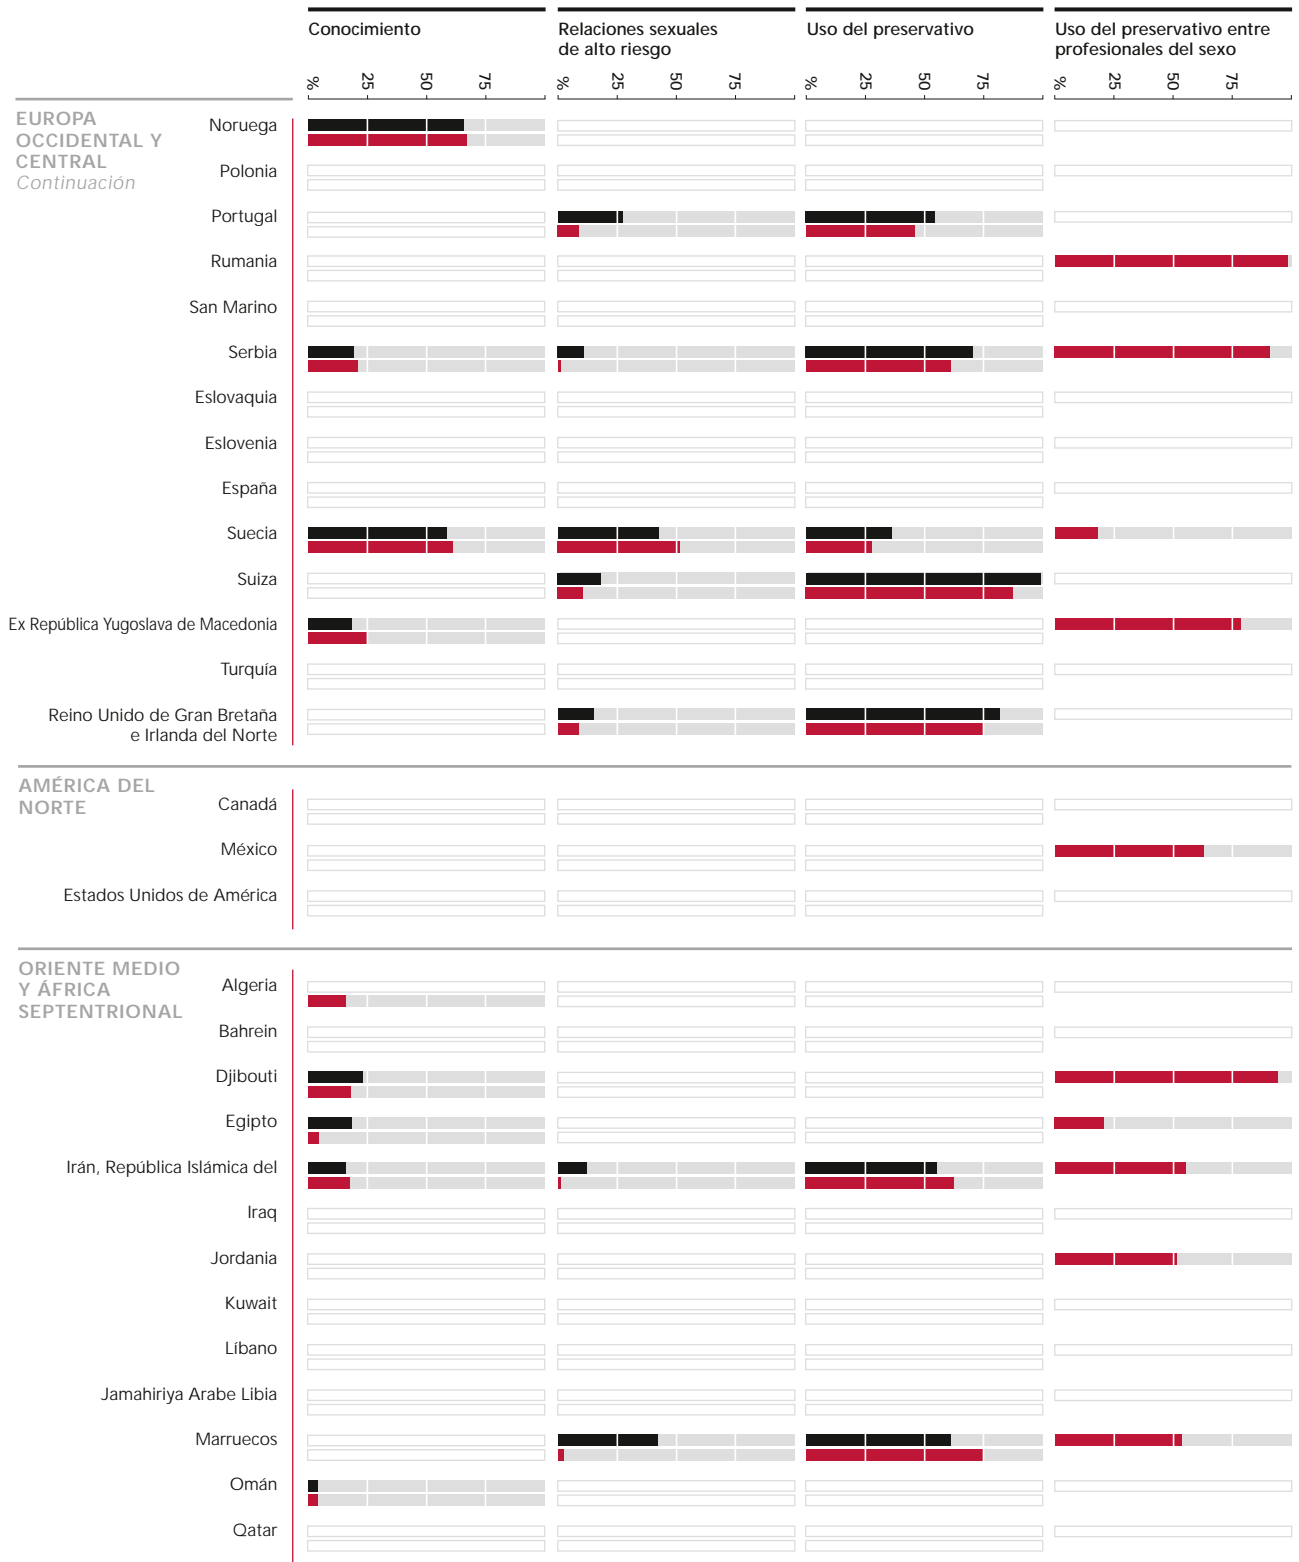 Conocimiento
Relaciones sexuales
de alto riesgo
Uso del preservativo
Uso del preservativo entre
profesionales del sexo
% 25 50 75
% 25 50 75
% 25 50 75
% 25 50 75
EUROPA
OCCIDENTAL Y
CENTRAL
Continuación
Noruega
Polonia
Portugal
Rumania
San Marino
Serbia
Eslovaquia
Eslovenia
España
Suecia
Suiza
Ex República Yugoslava de Macedonia
Turquía
Reino Unido de Gran Bretaña
e Irlanda del Norte
AMÉRICA DEL
NORTE
Canadá
México
Estados Unidos de América
ORIENTE MEDIO
Y ÁFRICA
SEPTENTRIONAL
Algeria
Bahrein
Djibouti
Egipto
Irán, República Islámica del
Iraq
Jordania
Kuwait
Líbano
Jamahiriya Arabe Libia
Marruecos
Omán
Qatar